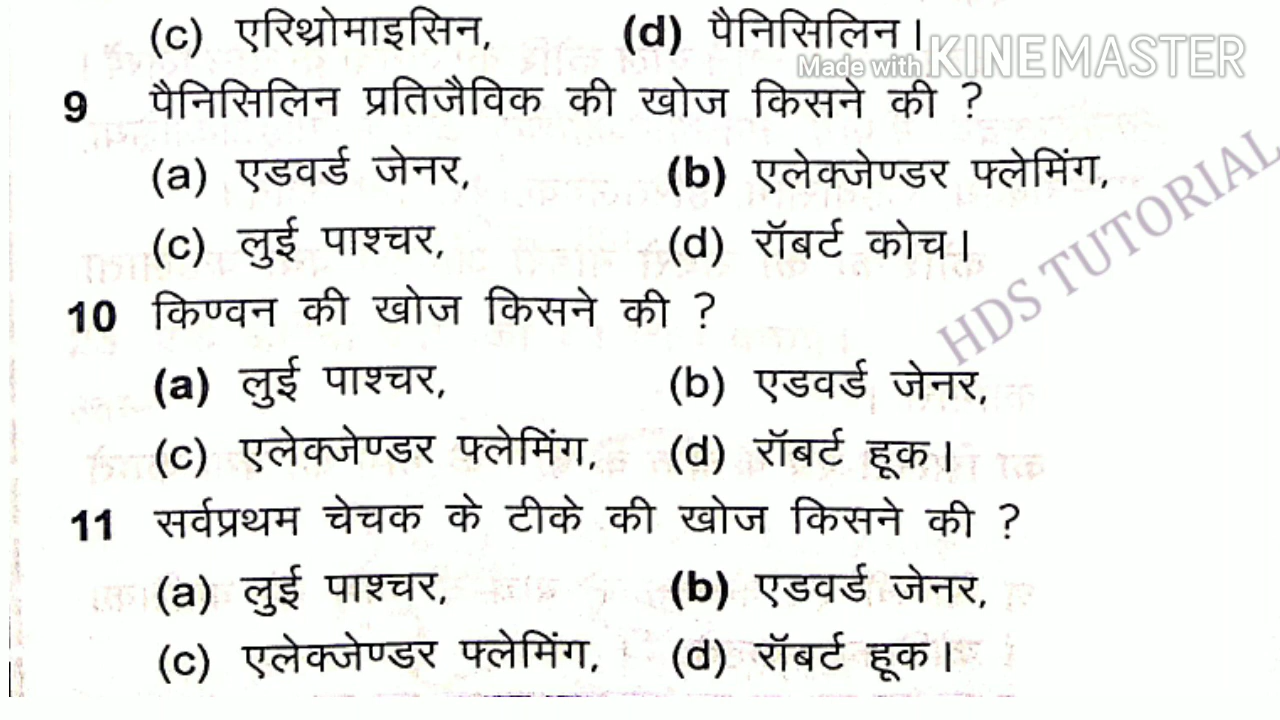 (c) एरिथ्रोमाइसिन, (d) पैनिसिलिन।
Made with KINEMASTER
9 पैनिसिलिन प्रतिजैविक की खोज किसने की ?
(a) एडवर्ड जेनर, (b) एलेक्जेण्डर फ्लेमिंग,
(c) लुई पाश्चर, (d) रॉबर्ट कोच।
HDS TUTORIAL
10 किण्वन की खोज किसने की ?
(a) लुई पाश्चर, (b) एडवर्ड जेनर,
(c) एलेक्जेण्डर फ्लेमिंग, (d) रॉबर्ट हूक।
11 सर्वप्रथम चेचक के टीके की खोज किसने की ?
(a) लुई पाश्चर, (b) एडवर्ड जेनर,
(c) एलेक्जेण्डर फ्लेमिंग, (d) रॉबर्ट हूक।